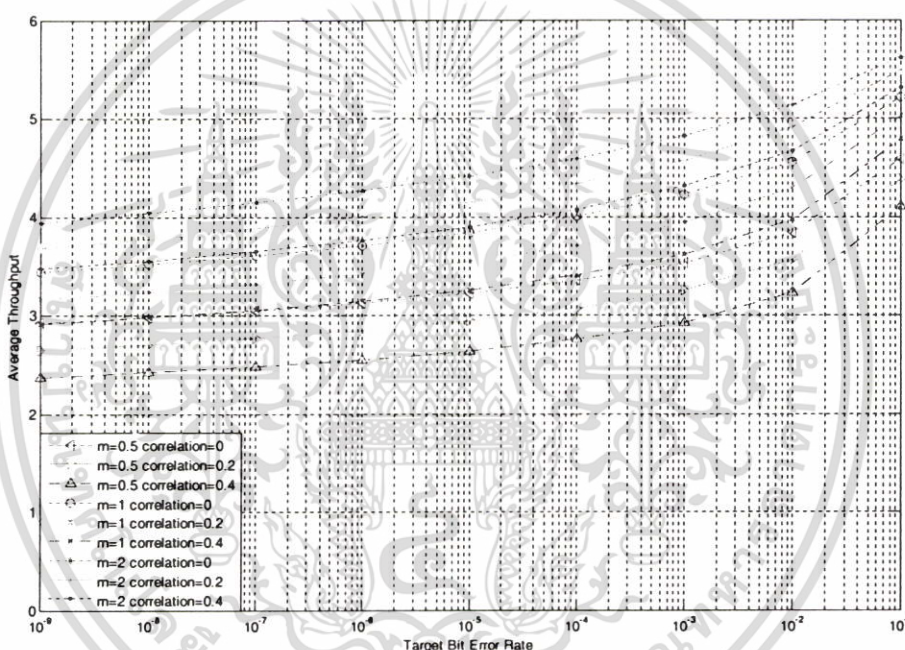 6
5
4
3
2
1
0
Average Throughput
m=0.5 correlation=0
m=0.5 correlation=0.2
m=0.5 correlation=0.4
m=1 correlation=0
m=1 correlation=0.2
m=1 correlation=0.4
m=2 correlation=0
m=2 correlation=0.2
m=2 correlation=0.4
10^-9 10^-8 10^-7 10^-6 10^-5 10^-4 10^-3 10^-2
Target Bit Error Rate